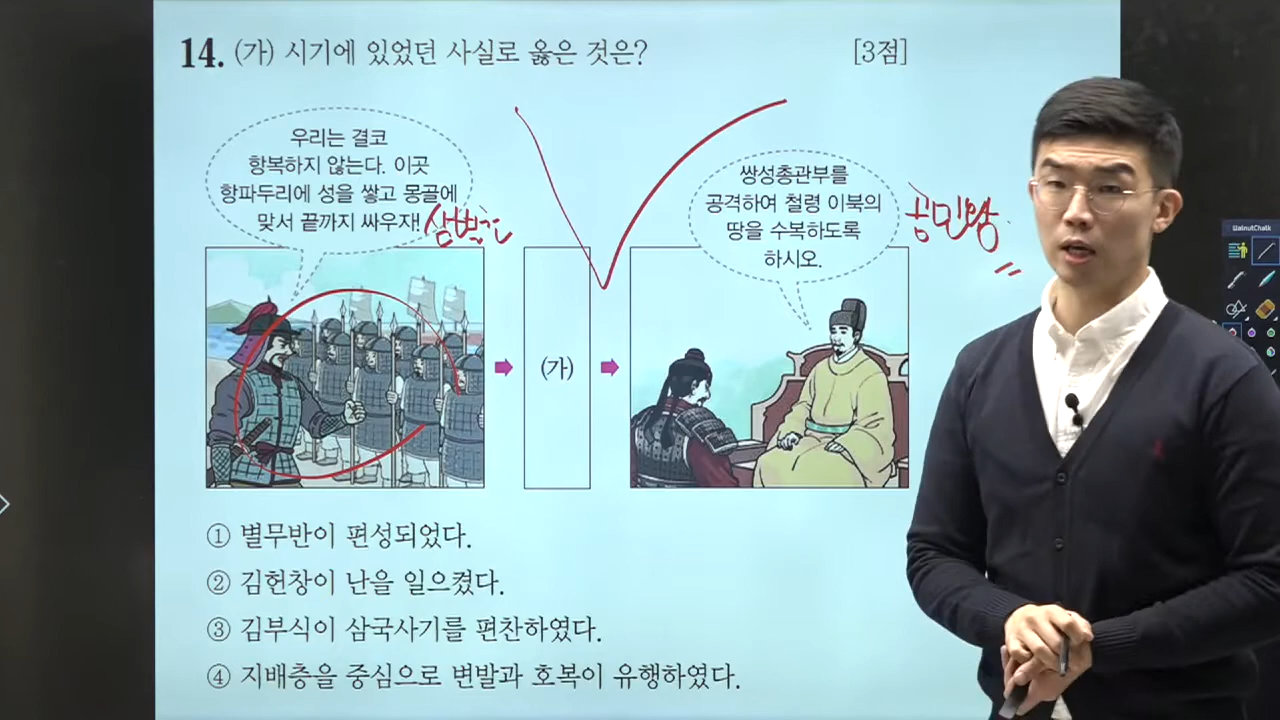 14. (가) 시기에 있었던 사실로 옳은 것은? [3점]
우리는 결코
항복하지 않는다. 이곳
항파두리에 성을 쌓고 몽골에
맞서 끝까지 싸우자!
삼별초
쌍성총관부를
공격하여 철령 이북의
땅을 수복하도록
하시오.
공민왕
(가)
① 별무반이 편성되었다.
② 김헌창이 난을 일으켰다.
③ 김부식이 삼국사기를 편찬하였다.
④ 지배층을 중심으로 변발과 호복이 유행하였다.
WalnutChalk